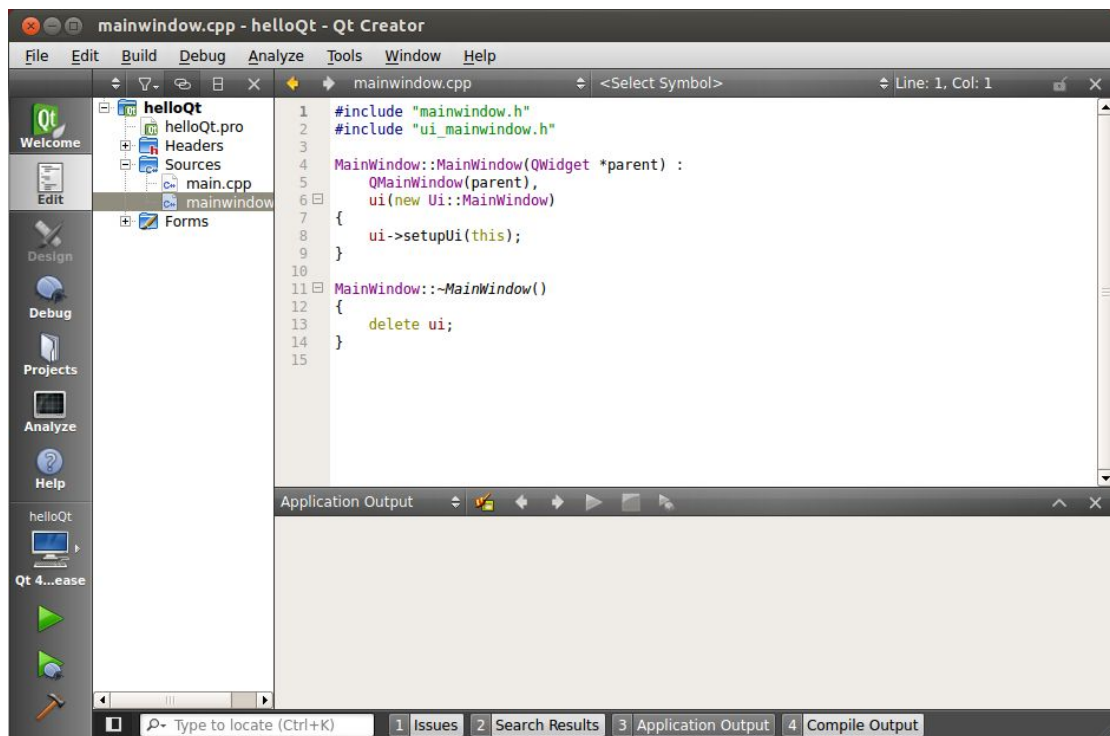 mainwindow.cpp - helloQt - Qt Creator
File Edit Build Debug Analyze Tools Window Help
mainwindow.cpp <Select Symbol> Line: 1, Col: 1
Qt
Welcome
Edit
Design
Debug
Projects
Analyze
Help
helloQt
Qt 4...ease
helloQt
helloQt.pro
Headers
Sources
main.cpp
mainwindow
Forms
1 #include "mainwindow.h"
2 #include "ui_mainwindow.h"
3
4 MainWindow::MainWindow(QWidget *parent) :
5 QMainWindow(parent),
6 ui(new Ui::MainWindow)
7 {
8 ui->setupUi(this);
9 }
10
11 MainWindow::~MainWindow()
12 {
13 delete ui;
14 }
15
Application Output
Type to locate (Ctrl+K) 1 Issues 2 Search Results 3 Application Output 4 Compile Output